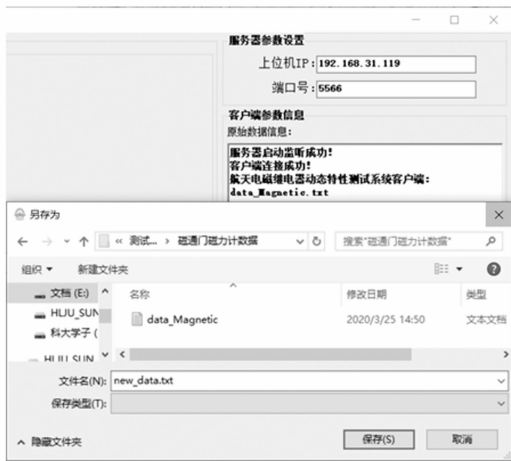 服务器参数设置
上位机IP: 192.168.31.119
端口号: 5566
客户端参数信息
原始数据信息:
服务器启动监听成功!
客户端连接成功!
航天电磁继电器动态特性测试系统客户端:
data_Magnetic.txt
另存为
« 测试... › 磁通门磁力计数据
搜索"磁通门磁力计数据"
组织 新建文件夹
文档 (E:)
HLJU_SUN
科大学子 (
HLJU_SUN
名称 修改日期 类型
data_Magnetic 2020/3/25 14:50 文本文档
文件名(N): new_data.txt
保存类型(T):
隐藏文件夹 保存(S) 取消